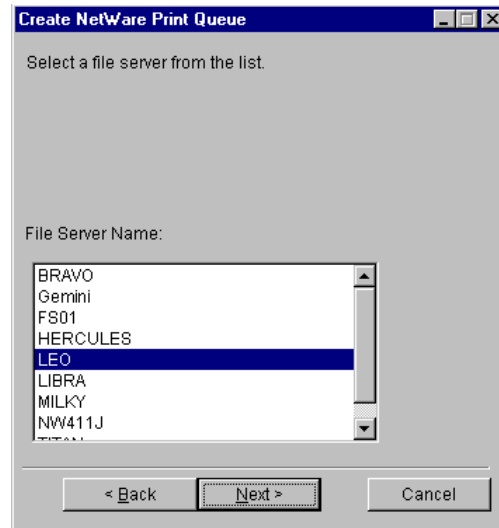 Create NetWare Print Queue
Select a file server from the list.
File Server Name:
BRAVO
Gemini
FS01
HERCULES
LEO
LIBRA
MILKY
NW411J
< Back
Next >
Cancel